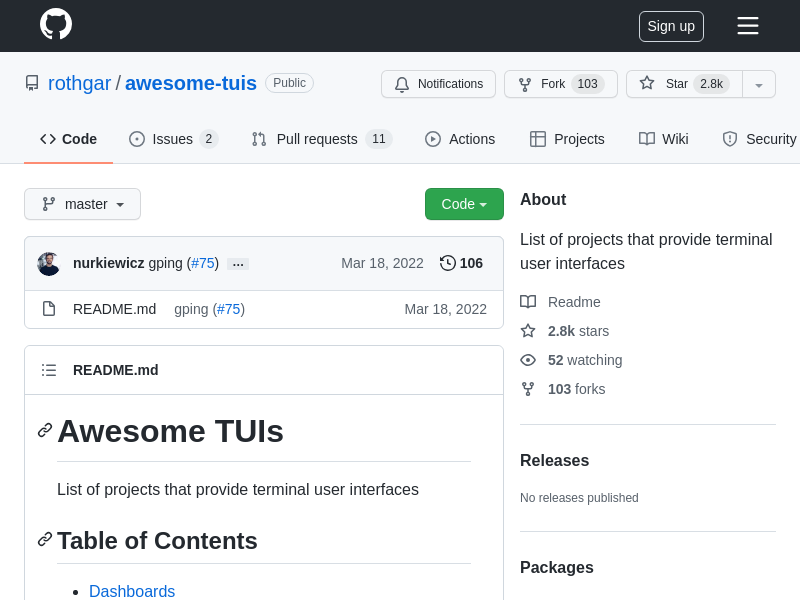 Sign up
rothgar / awesome-tuis Public
Notifications
Fork 103
Star 2.8k
Code
Issues 2
Pull requests 11
Actions
Projects
Wiki
Security
master
Code
nurkiewicz gping (#75) ...
Mar 18, 2022
106
README.md
gping (#75)
Mar 18, 2022
README.md
Awesome TUIs
List of projects that provide terminal user interfaces
Table of Contents
Dashboards
About
List of projects that provide terminal
user interfaces
Readme
2.8k stars
52 watching
103 forks
Releases
No releases published
Packages